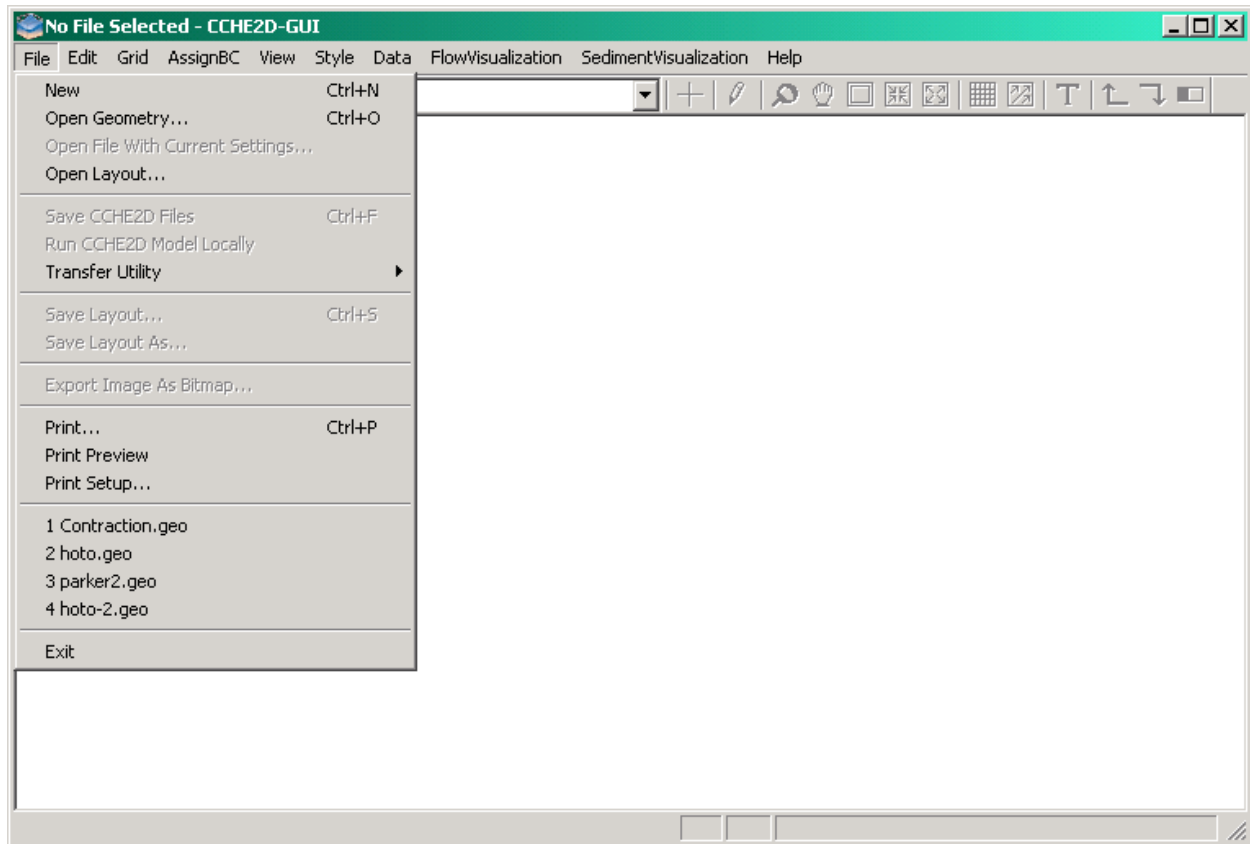 No File Selected - CCHE2D-GUI
File Edit Grid AssignBC View Style Data FlowVisualization SedimentVisualization Help
T
New Ctrl+N
Open Geometry... Ctrl+O
Open File With Current Settings...
Open Layout...
Save CCHE2D Files Ctrl+F
Run CCHE2D Model Locally
Transfer Utility
Save Layout... Ctrl+S
Save Layout As...
Export Image As Bitmap...
Print... Ctrl+P
Print Preview
Print Setup...
1 Contraction.geo
2 hoto.geo
3 parker2.geo
4 hoto-2.geo
Exit